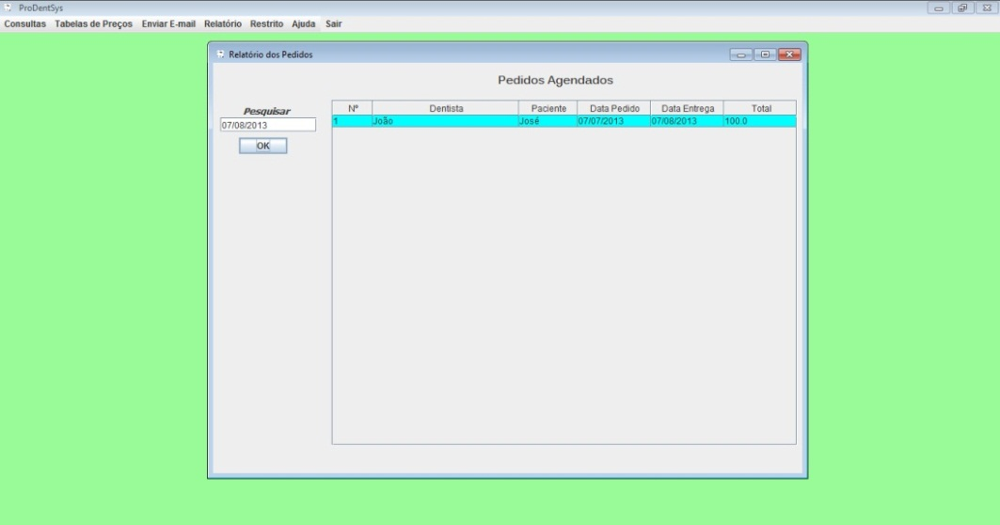 ProDentSys
Consultas Tabelas de Preços Enviar E-mail Relatório Restrito Ajuda Sair
Relatório dos Pedidos
Pedidos Agendados
Pesquisar
07/08/2013
OK
Nº Dentista Paciente Data Pedido Data Entrega Total
1 João José 07/07/2013 07/08/2013 100.0